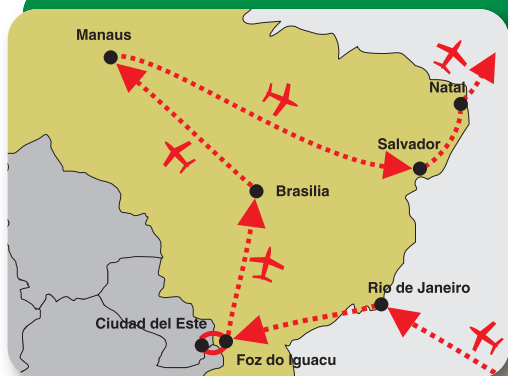 Manaus
Natal
Salvador
Brasilia
Rio de Janeiro
Ciudad del Este
Foz do Iguacu